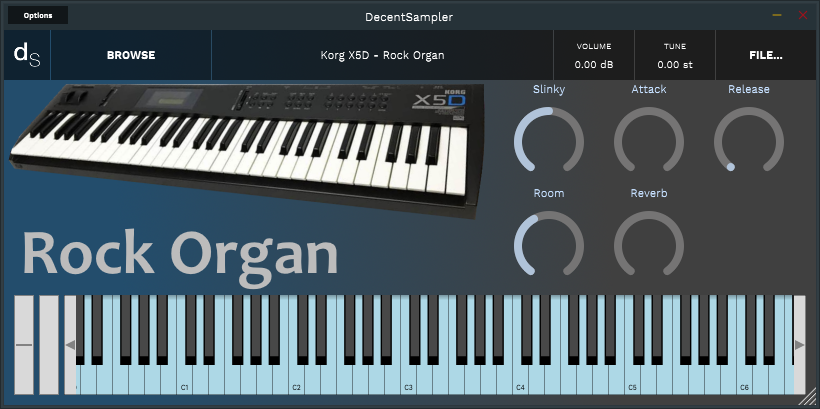 Options
DecentSampler
dS
BROWSE
Korg X5D - Rock Organ
VOLUME
0.00 dB
TUNE
0.00 st
FILE...
KORG
X5D
Slinky
Attack
Release
Room
Reverb
Rock Organ
C1
C2
C3
C4
C5
C6